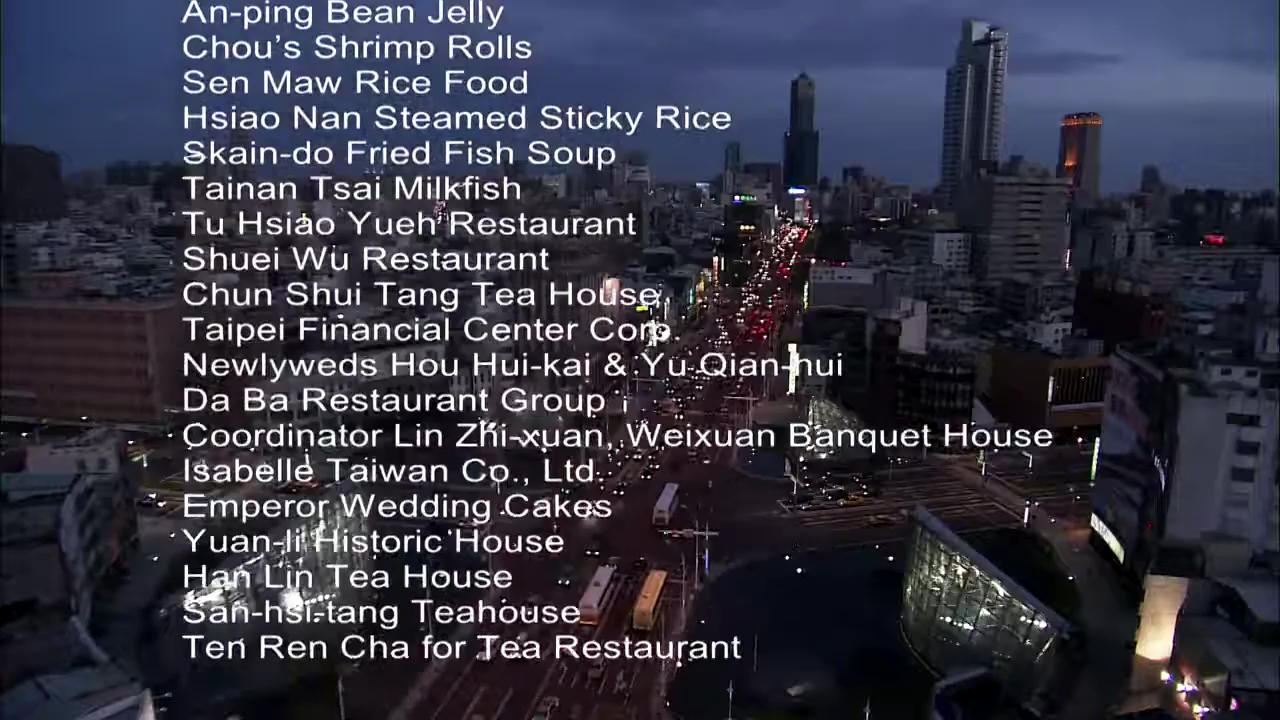 An-ping Bean Jelly
Chou's Shrimp Rolls
Sen Maw Rice Food
Hsiao Nan Steamed Sticky Rice
Skain-do Fried Fish Soup
Tainan Tsai Milkfish
Tu Hsiao Yueh Restaurant
Shuei Wu Restaurant
Chun Shui Tang Tea House
Taipei Financial Center Corp.
Newlyweds Hou Hui-kai & Yu Qian-hui
Da Ba Restaurant Group
Coordinator Lin Zhi-xuan, Weixuan Banquet House
Isabelle Taiwan Co., Ltd.
Emperor Wedding Cakes
Yuan-li Historic House
Han Lin Tea House
San-hsi-tang Teahouse
Ten Ren Cha for Tea Restaurant